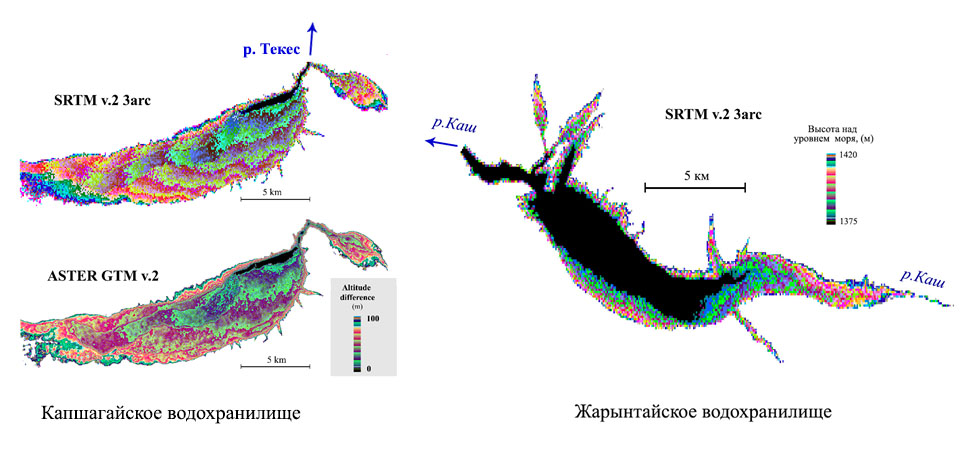 р. Текес
SRTM v.2 3arc
5 km
ASTER GTM v.2
Altitude
difference
(m)
100
0
5 km
Капшагайское водохранилище
р.Каш
SRTM v.2 3arc
Высота над
уровнем моря, (м)
1420
1375
5 км
р.Каш
Жарынтайское водохранилище